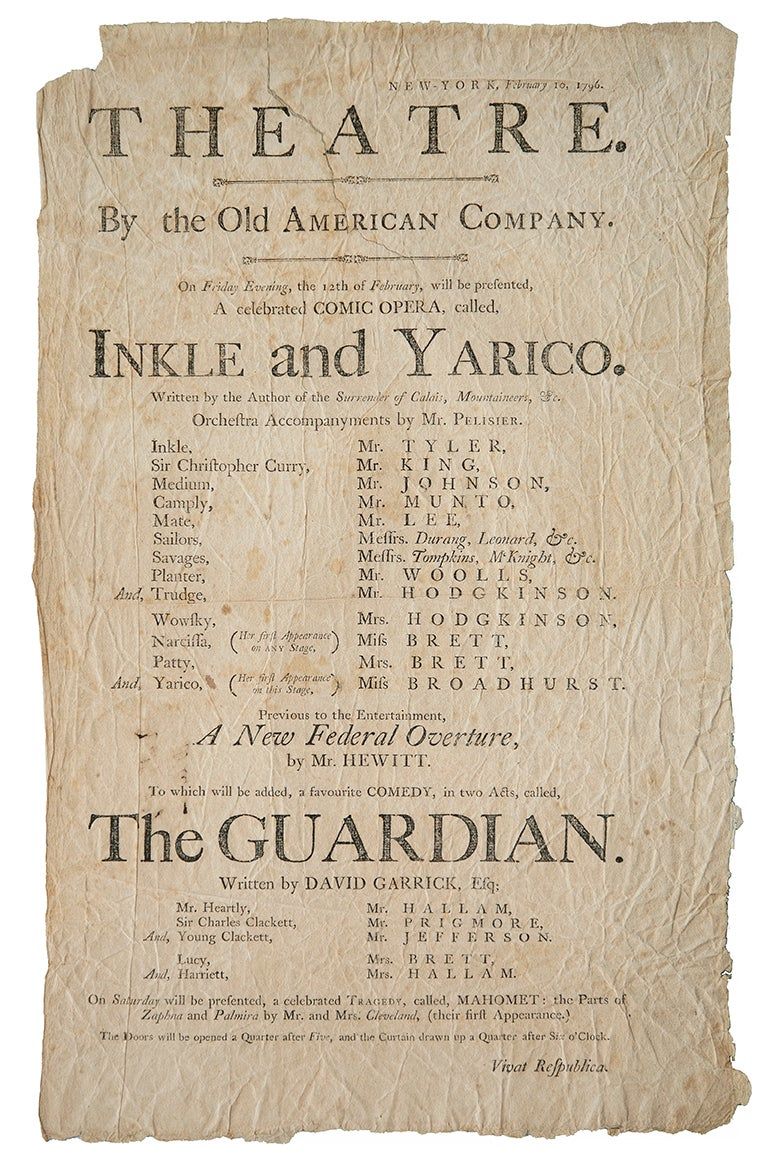 NEW-YORK, February 10, 1796.
THEATRE.
By the Old AMERICAN COMPANY.
On Friday Evening, the 12th of February, will be preſented,
A celebrated COMIC OPERA, called,
INKLE and YARICO.
Written by the Author of the Surrender of Calais, Mountaineers, &c.
Orcheſtra Accompanyments by Mr. PELISIER.
Inkle, Mr. TYLER,
Sir Chriſtopher Curry, Mr. KING,
Medium, Mr. JOHNSON,
Camply, Mr. MUNTO,
Mate, Mr. LEE,
Sailors, Meſſrs. Durang, Leonard, &c.
Savages, Meſſrs. Tompkins, M'Knight, &c.
Planter, Mr. WOOLLS,
And, Trudge, Mr. HODGKINSON.
Wowſky, Mrs. HODGKINSON,
Narciſſa, (Her firſt Appearance on ANY Stage,) Miſs BRETT,
Patty, Mrs. BRETT,
And, Yarico, (Her firſt Appearance on this Stage,) Miſs BROADHURST.
Previous to the Entertainment,
A New Federal Overture,
by Mr. HEWITT.
To which will be added, a favourite COMEDY, in two Acts, called,
The GUARDIAN.
Written by DAVID GARRICK, Eſq;
Mr. Heartly, Mr. HALLAM,
Sir Charles Clackett, Mr. PRIGMORE,
And, Young Clackett, Mr. JEFFERSON.
Lucy, Mrs. BRETT,
And, Harriett, Mrs. HALLAM.
On Saturday will be preſented, a celebrated TRAGEDY, called, MAHOMET: the Parts of
Zaphna and Palmira by Mr. and Mrs. Cleveland, (their firſt Appearance.)
The Doors will be opened a Quarter after Five, and the Curtain drawn up a Quarter after Six o'Clock.
Vivat Reſpublica.